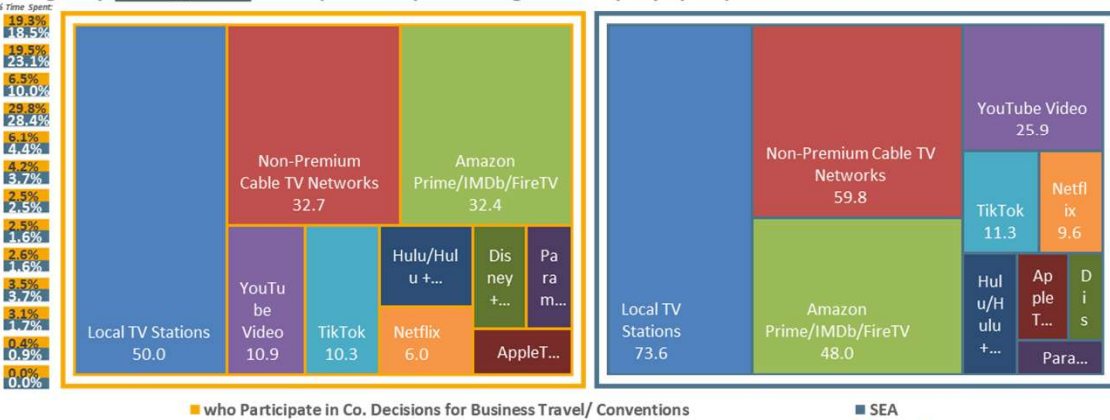 % Time Spent:
19.3%
18.5%
19.5%
23.1%
6.5%
10.0%
29.8%
28.4%
6.1%
4.4%
4.2%
3.7%
2.5%
2.5%
2.5%
1.6%
2.6%
1.6%
3.5%
3.7%
3.1%
1.7%
0.4%
0.9%
0.0%
0.0%
Local TV Stations
50.0
Non-Premium
Cable TV Networks
32.7
Amazon
Prime/IMDb/FireTV
32.4
YouTu
be
Video
10.9
TikTok
10.3
Hulu/Hul
u +...
Netflix
6.0
Dis
ney
+...
Pa
ra
m...
AppleT...
Local TV
Stations
73.6
Non-Premium Cable TV
Networks
59.8
Amazon
Prime/IMDb/FireTV
48.0
YouTube Video
25.9
TikTok
11.3
Netfl
ix
9.6
Hul
u/H
ulu
+...
Ap
ple
T...
D
i
s
Para...
who Participate in Co. Decisions for Business Travel/ Conventions
SEA